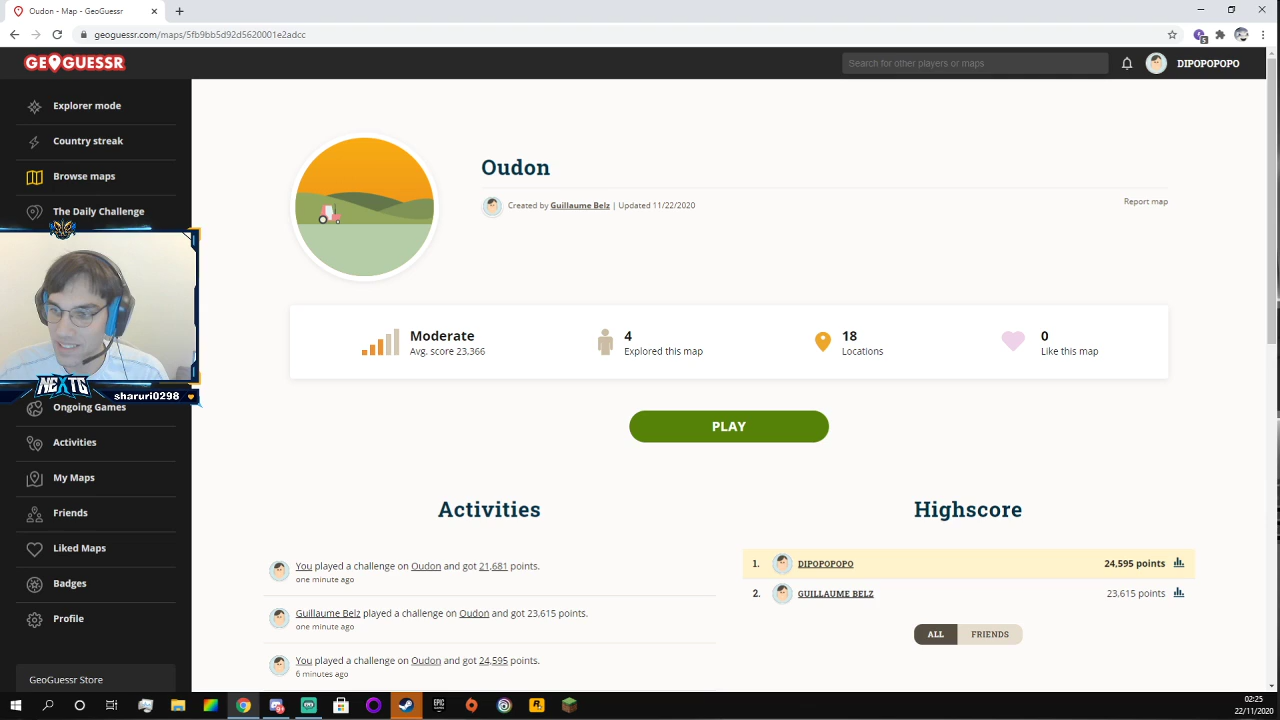 Oudon - Map - GeoGuessr
geoguessr.com/maps/5fb9bb5d92d5620001e2adcc
GEOGUESSR
Search for other players or maps
DIPOPOPOPO
Explorer mode
Country streak
Browse maps
The Daily Challenge
NEXTG
sharuri0298
Ongoing Games
Activities
My Maps
Friends
Liked Maps
Badges
Profile
GeoGuessr Store
Oudon
Created by Guillaume Belz | Updated 11/22/2020
Report map
Moderate
Avg. score 23,366
4
Explored this map
18
Locations
0
Like this map
PLAY
Activities
You played a challenge on Oudon and got 21,681 points.
one minute ago
Guillaume Belz played a challenge on Oudon and got 23,615 points.
one minute ago
You played a challenge on Oudon and got 24,595 points.
6 minutes ago
Highscore
1. DIPOPOPOPO 24,595 points
2. GUILLAUME BELZ 23,615 points
ALL FRIENDS
EPIC
02:25
22/11/2020